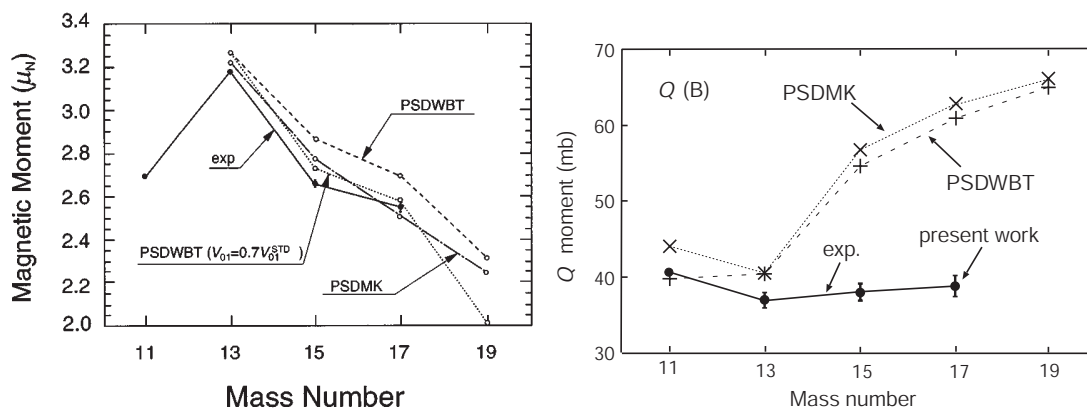 3.4
3.2
3.0
2.8
2.6
2.4
2.2
2.0
Magnetic Moment (μN)
PSDWBT
exp
PSDWBT (V01=0.7V01STD )
PSDMK
11 13 15 17 19
Mass Number
70
60
50
40
30
Q moment (mb)
Q (B)
PSDMK
PSDWBT
present work
exp.
11 13 15 17 19
Mass number